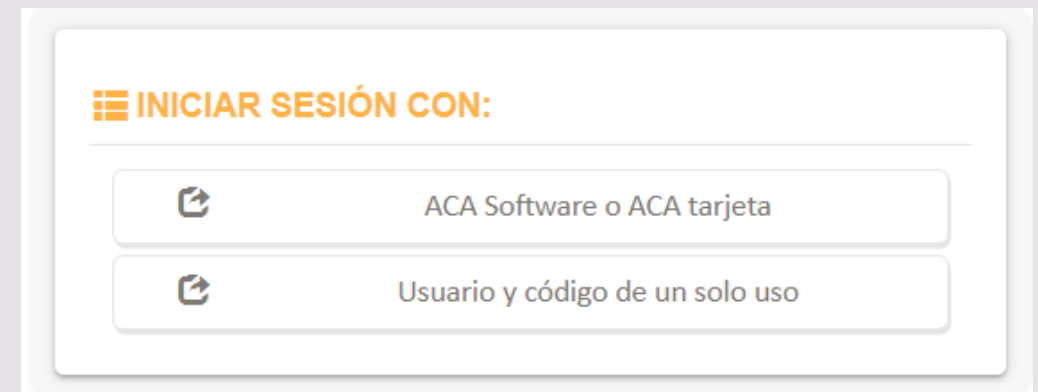 INICIAR SESIÓN CON:
ACA Software o ACA tarjeta
Usuario y código de un solo uso